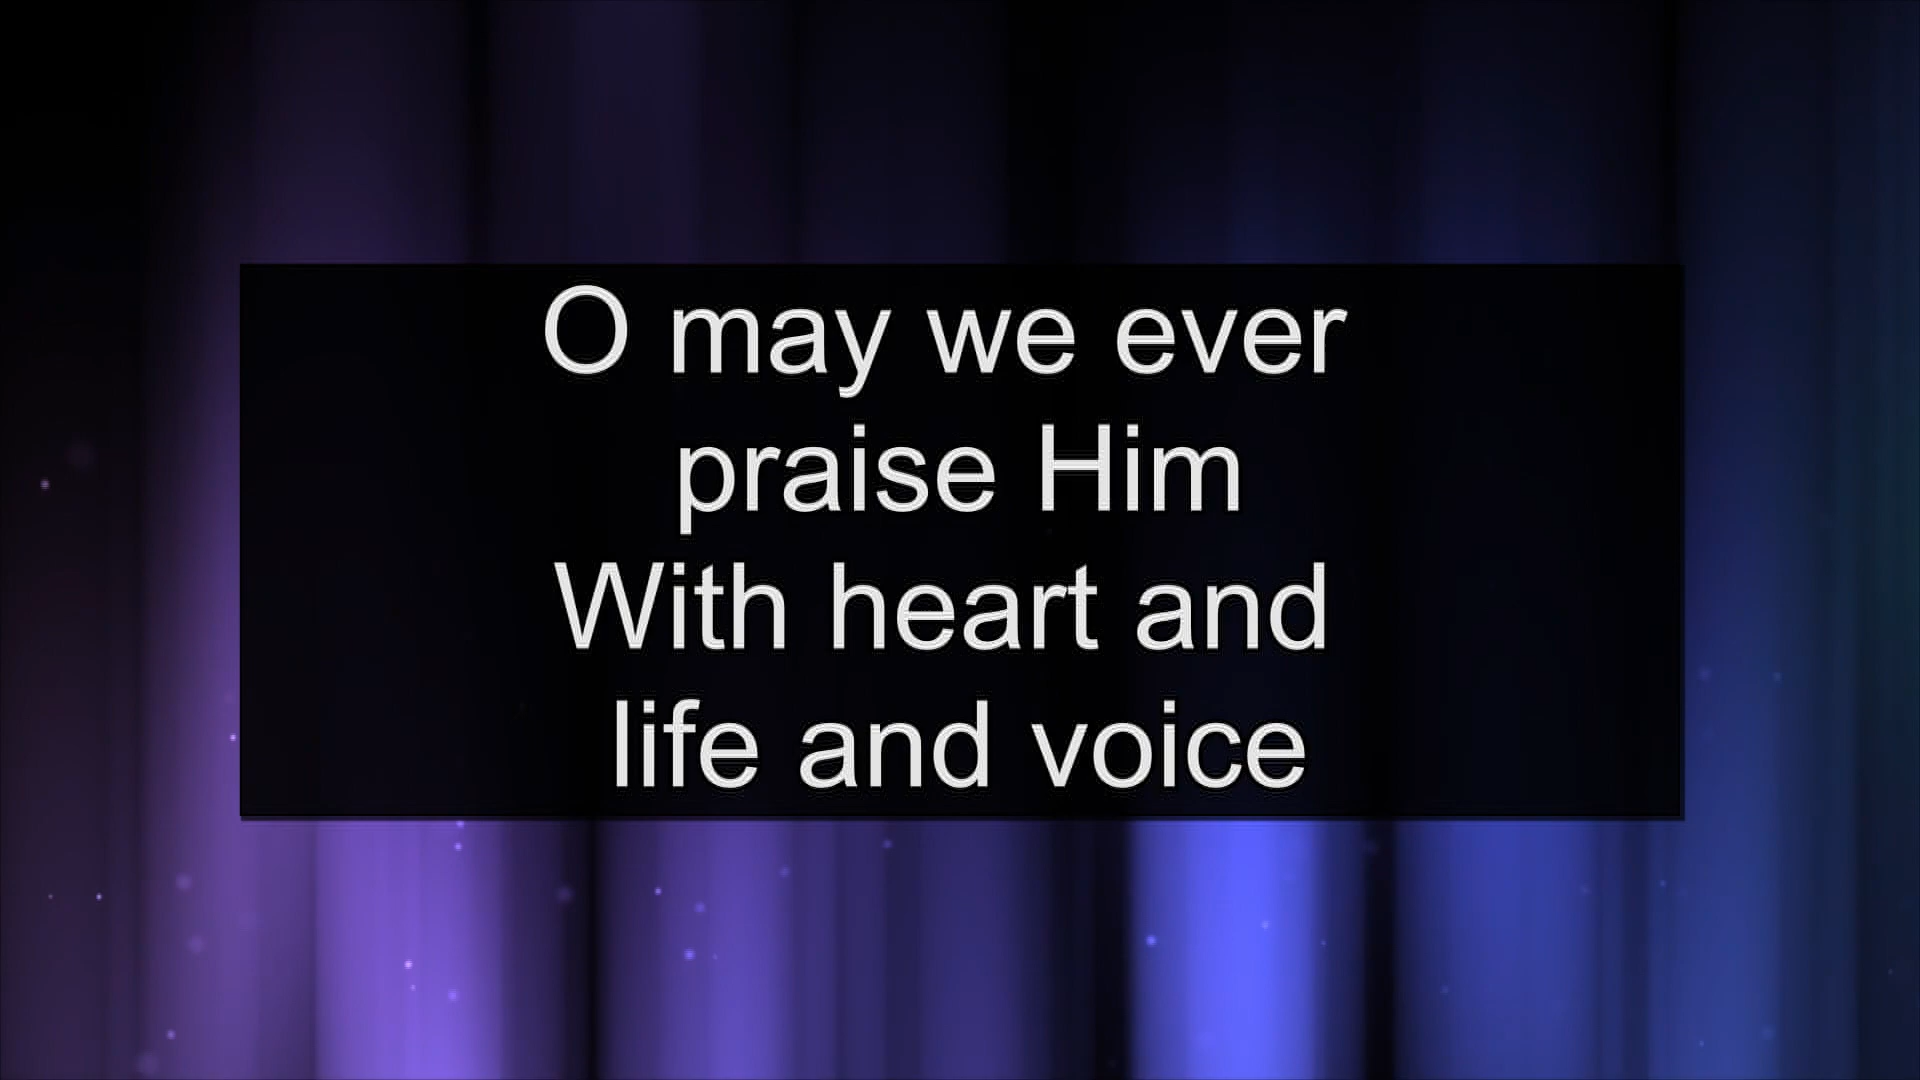 O may we ever
praise Him
With heart and
life and voice